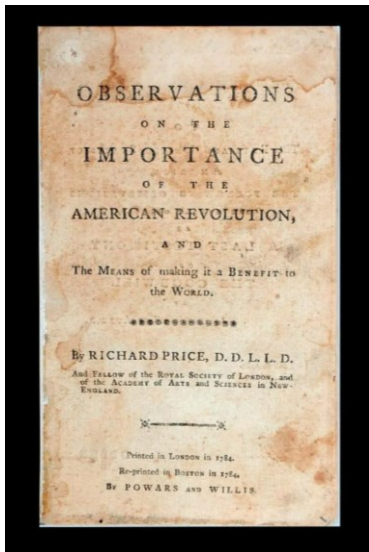 OBSERVATIONS
ON THE
IMPORTANCE
OF THE
AMERICAN REVOLUTION,
AND
The MEANS of making it a BENEFIT to
the WORLD.
By RICHARD PRICE, D. D. L. L. D.
And FELLOW of the ROYAL SOCIETY of LONDON, and
of the ACADEMY of ARTS and SCIENCES in NEW-
ENGLAND.
Printed in LONDON in 1784.
Re-printed in BOSTON in 1784,
By POWARS AND WILLIS.